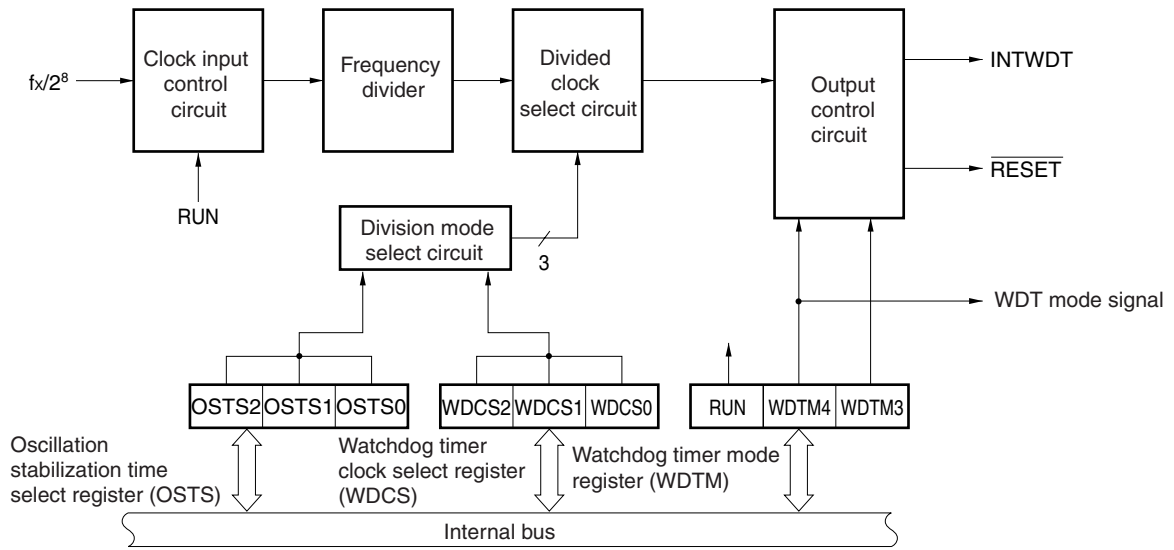 fx/2⁸
Clock input
control
circuit
RUN
Frequency
divider
Divided
clock
select circuit
Output
control
circuit
INTWDT
RESET
Division mode
select circuit
3
WDT mode signal
OSTS2 OSTS1 OSTS0
WDCS2 WDCS1 WDCS0
RUN WDTM4 WDTM3
Oscillation
stabilization time
select register (OSTS)
Watchdog timer
clock select register
(WDCS)
Watchdog timer mode
register (WDTM)
Internal bus